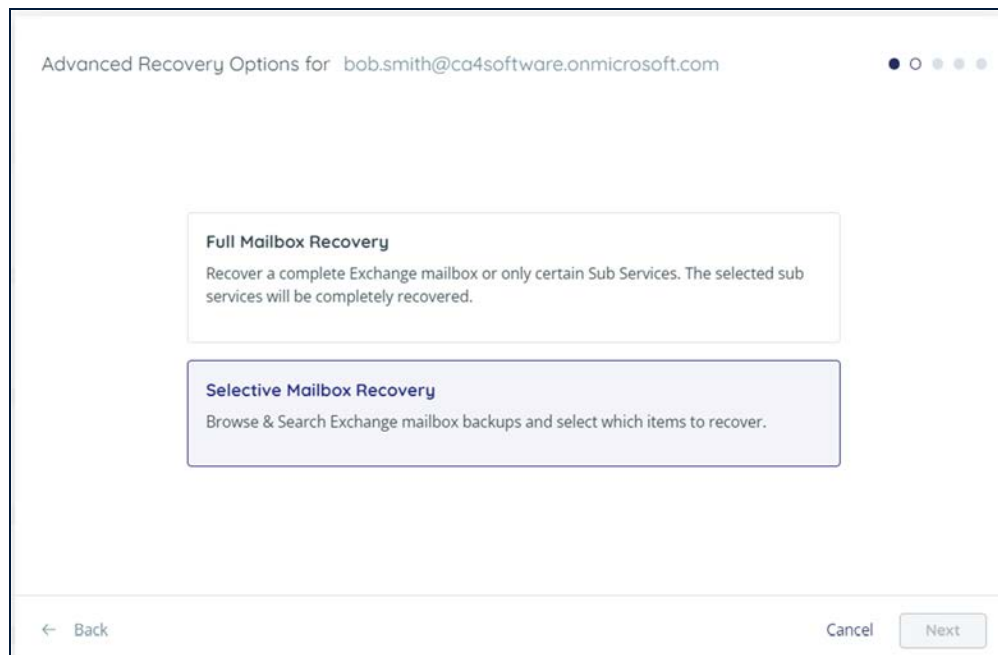 Advanced Recovery Options for bob.smith@ca4software.onmicrosoft.com
Full Mailbox Recovery
Recover a complete Exchange mailbox or only certain Sub Services. The selected sub
services will be completely recovered.
Selective Mailbox Recovery
Browse & Search Exchange mailbox backups and select which items to recover.
← Back
Cancel
Next